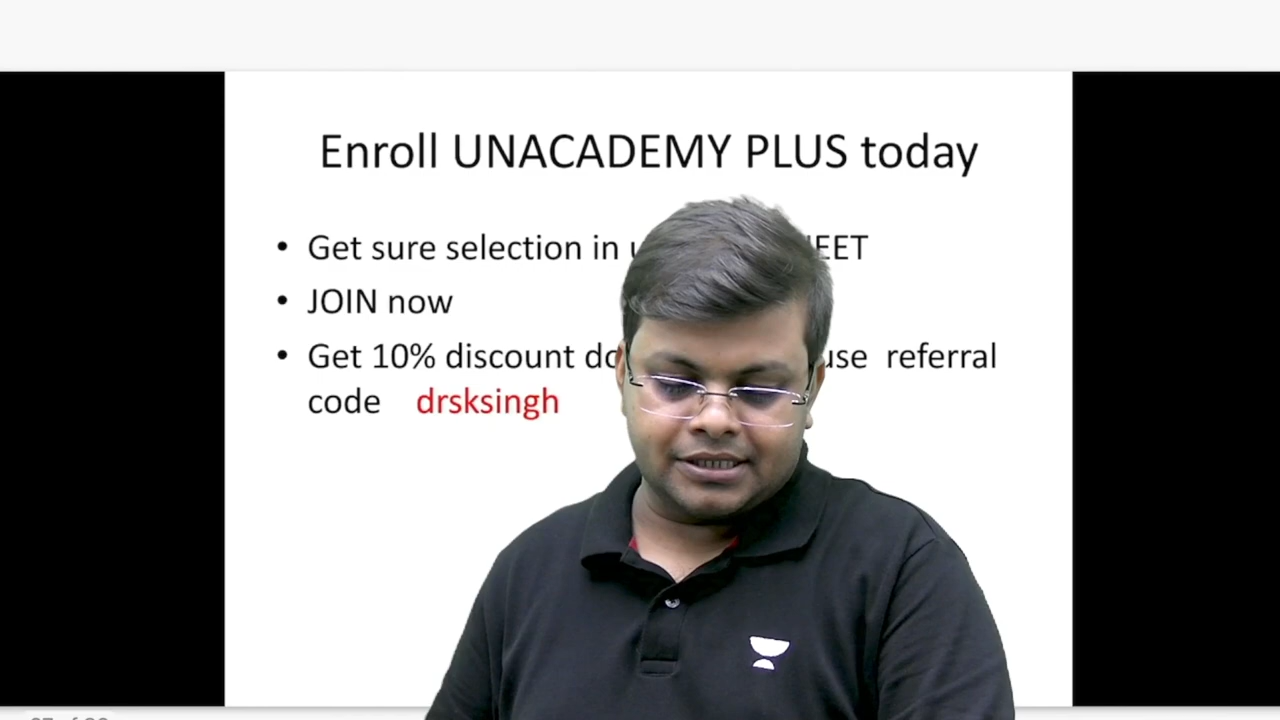 Enroll UNACADEMY PLUS today
• Get sure selection in
• JOIN now
• Get 10% discount use referral
code drsksingh